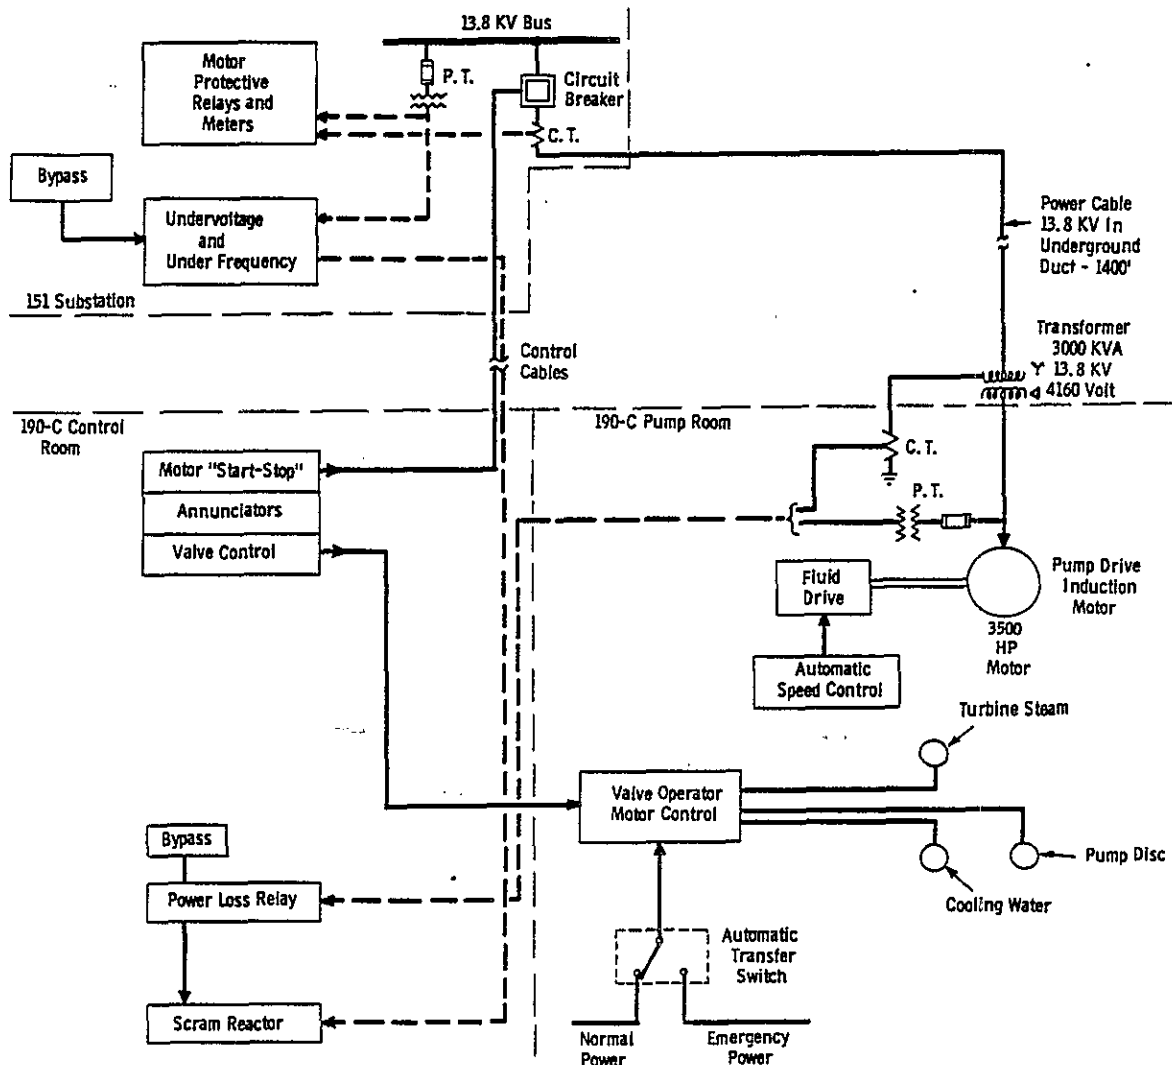 13.8 KV Bus
Motor
Protective
Relays and
Meters
P.T.
Circuit
Breaker
C.T.
Bypass
Undervoltage
and
Under Frequency
151 Substation
Power Cable
13.8 KV In
Underground
Duct - 1400'
Control
Cables
Transformer
3000 KVA
Y 13.8 KV
4160 Volt
190-C Control
Room
190-C Pump Room
Motor "Start-Stop"
Annunciators
Valve Control
C.T.
P.T.
Fluid
Drive
Pump Drive
Induction
Motor
3500
HP
Motor
Automatic
Speed Control
Turbine Steam
Valve Operator
Motor Control
Pump Disc
Cooling Water
Bypass
Power Loss Relay
Scram Reactor
Automatic
Transfer
Switch
Normal
Power
Emergency
Power